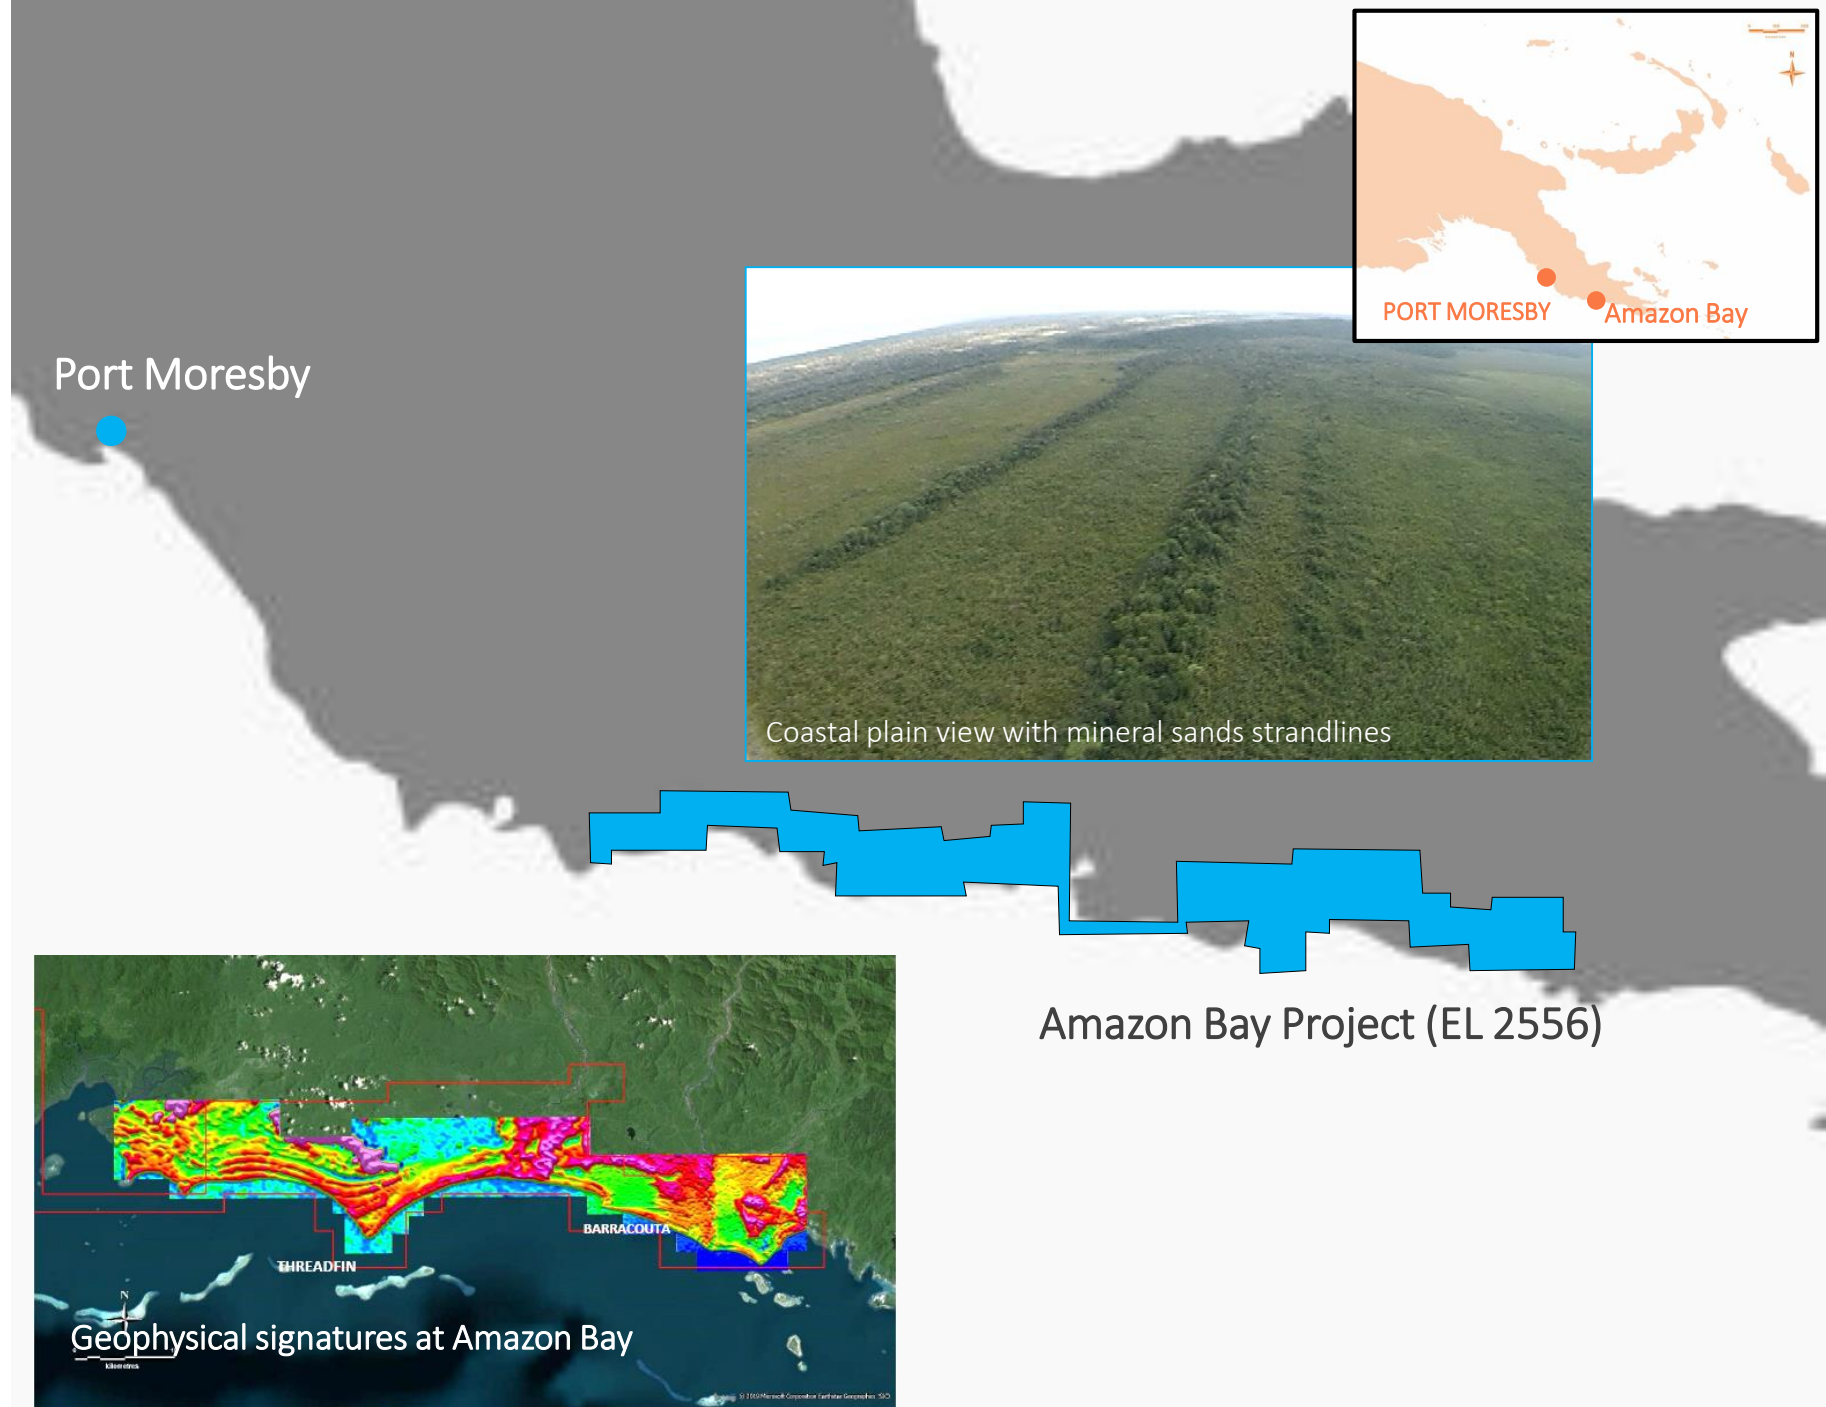 N
PORT MORESBY
Amazon Bay
Port Moresby
Coastal plain view with mineral sands strandlines
Amazon Bay Project (EL 2556)
BARRACOUTA
THREADFIN
N
Geophysical signatures at Amazon Bay
kilometres